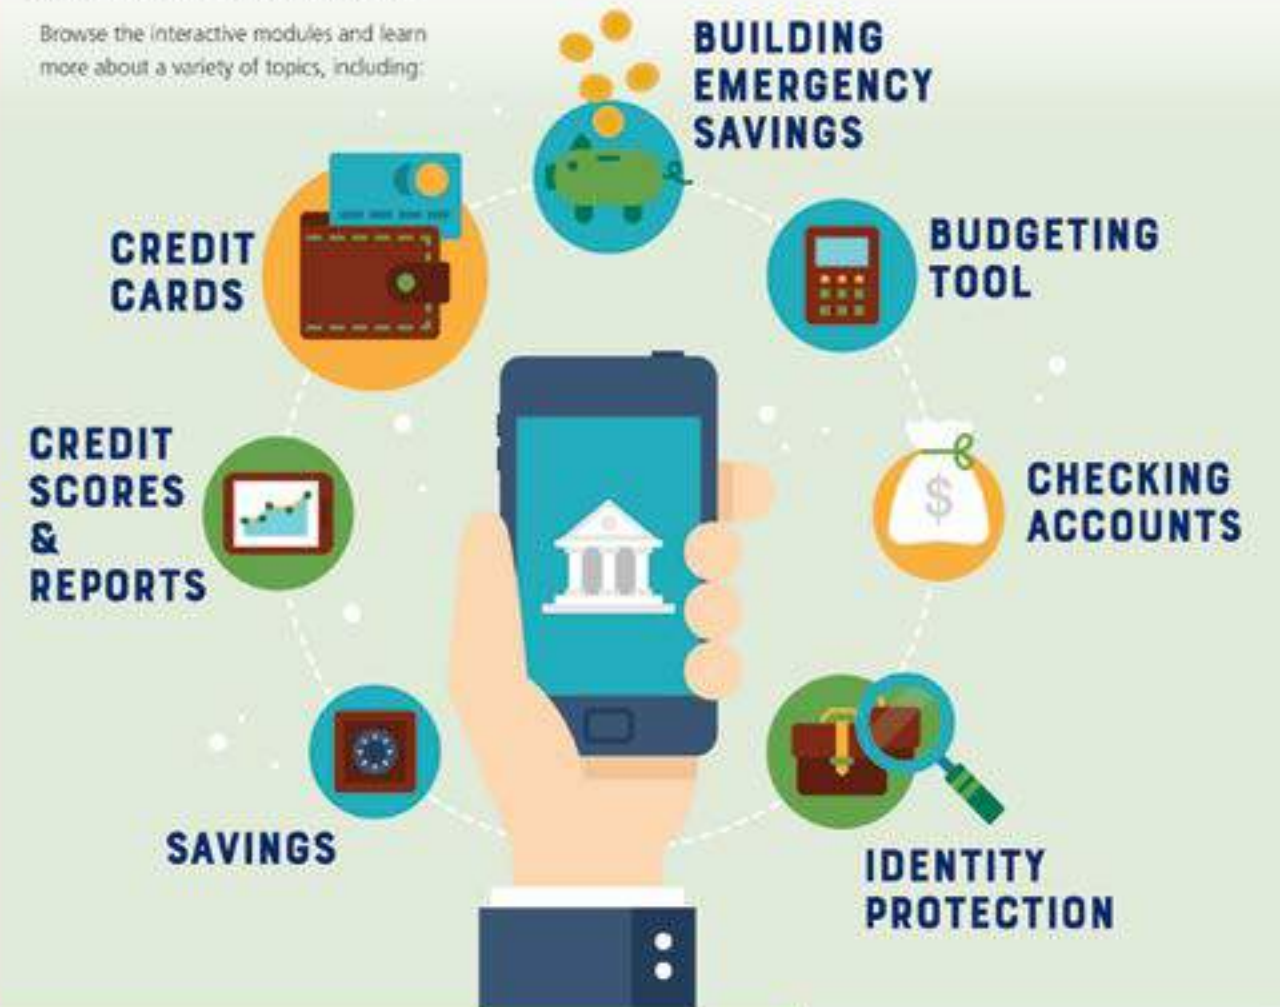 Browse the interactive modules and learn
more about a variety of topics, including:
BUILDING
EMERGENCY
SAVINGS
CREDIT
CARDS
BUDGETING
TOOL
CREDIT
SCORES
&
REPORTS
$
CHECKING
ACCOUNTS
SAVINGS
IDENTITY
PROTECTION